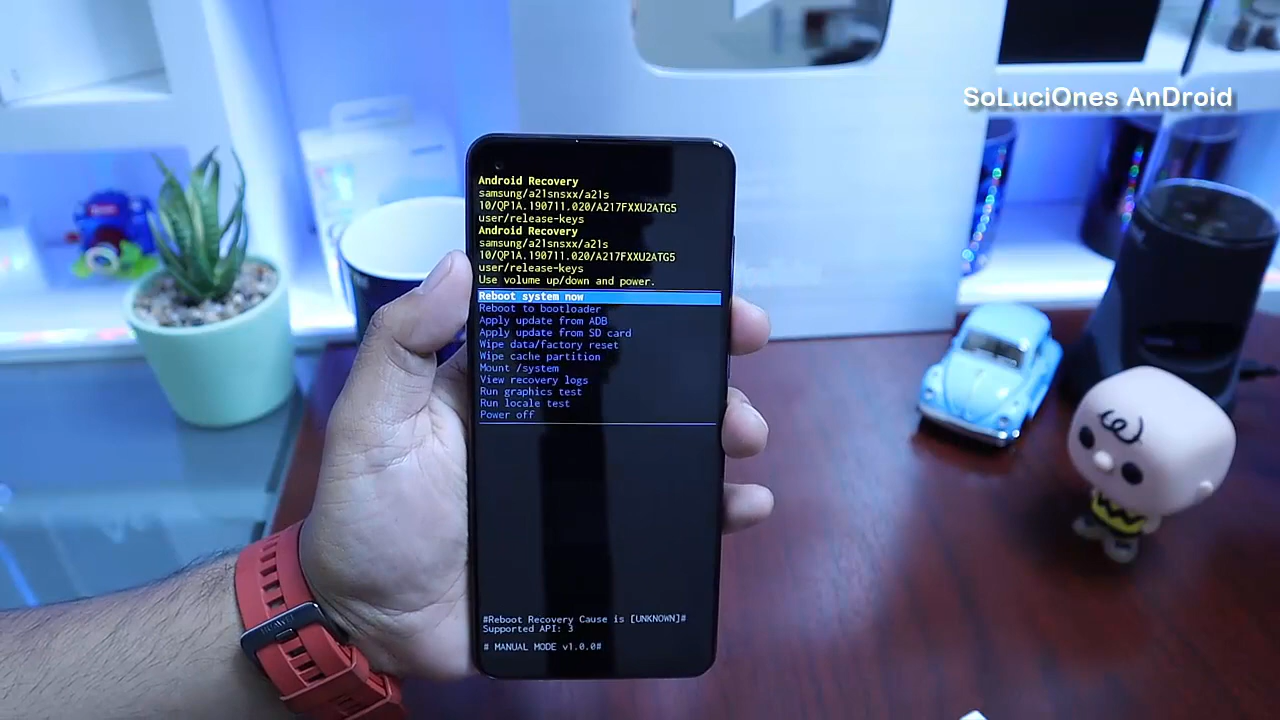 SoLuciOnes AnDroid
Android Recovery
samsung/a21snsxx/a21s
10/QP1A.190711.020/A217FXXU2ATG5
user/release-keys
Android Recovery
samsung/a21snsxx/a21s
10/QP1A.190711.020/A217FXXU2ATG5
user/release-keys
Use volume up/down and power.
Reboot system now
Reboot to bootloader
Apply update from ADB
Apply update from SD card
Wipe data/factory reset
Wipe cache partition
Mount /system
View recovery logs
Run graphics test
Run locale test
Power off
#Reboot Recovery Cause is [UNKNOWN]#
Supported API: 3
# MANUAL MODE v1.0.0#
HUAWEI